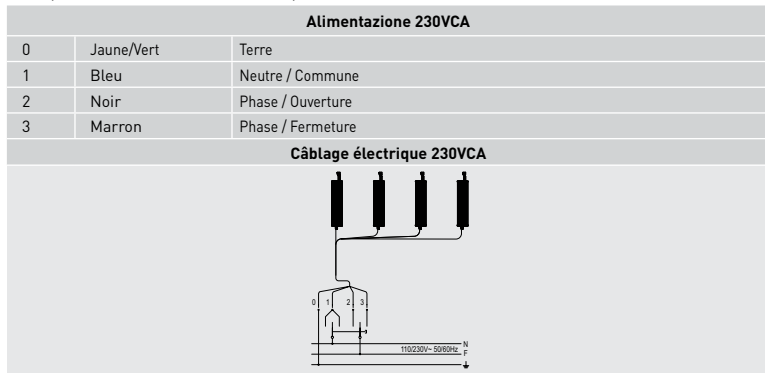 Alimentazione 230VCA
0 Jaune/Vert Terre
1 Bleu Neutre / Commune
2 Noir Phase / Ouverture
3 Marron Phase / Fermeture
Câblage électrique 230VCA
0 1 2 3
N
110/230V~ 50/60Hz F